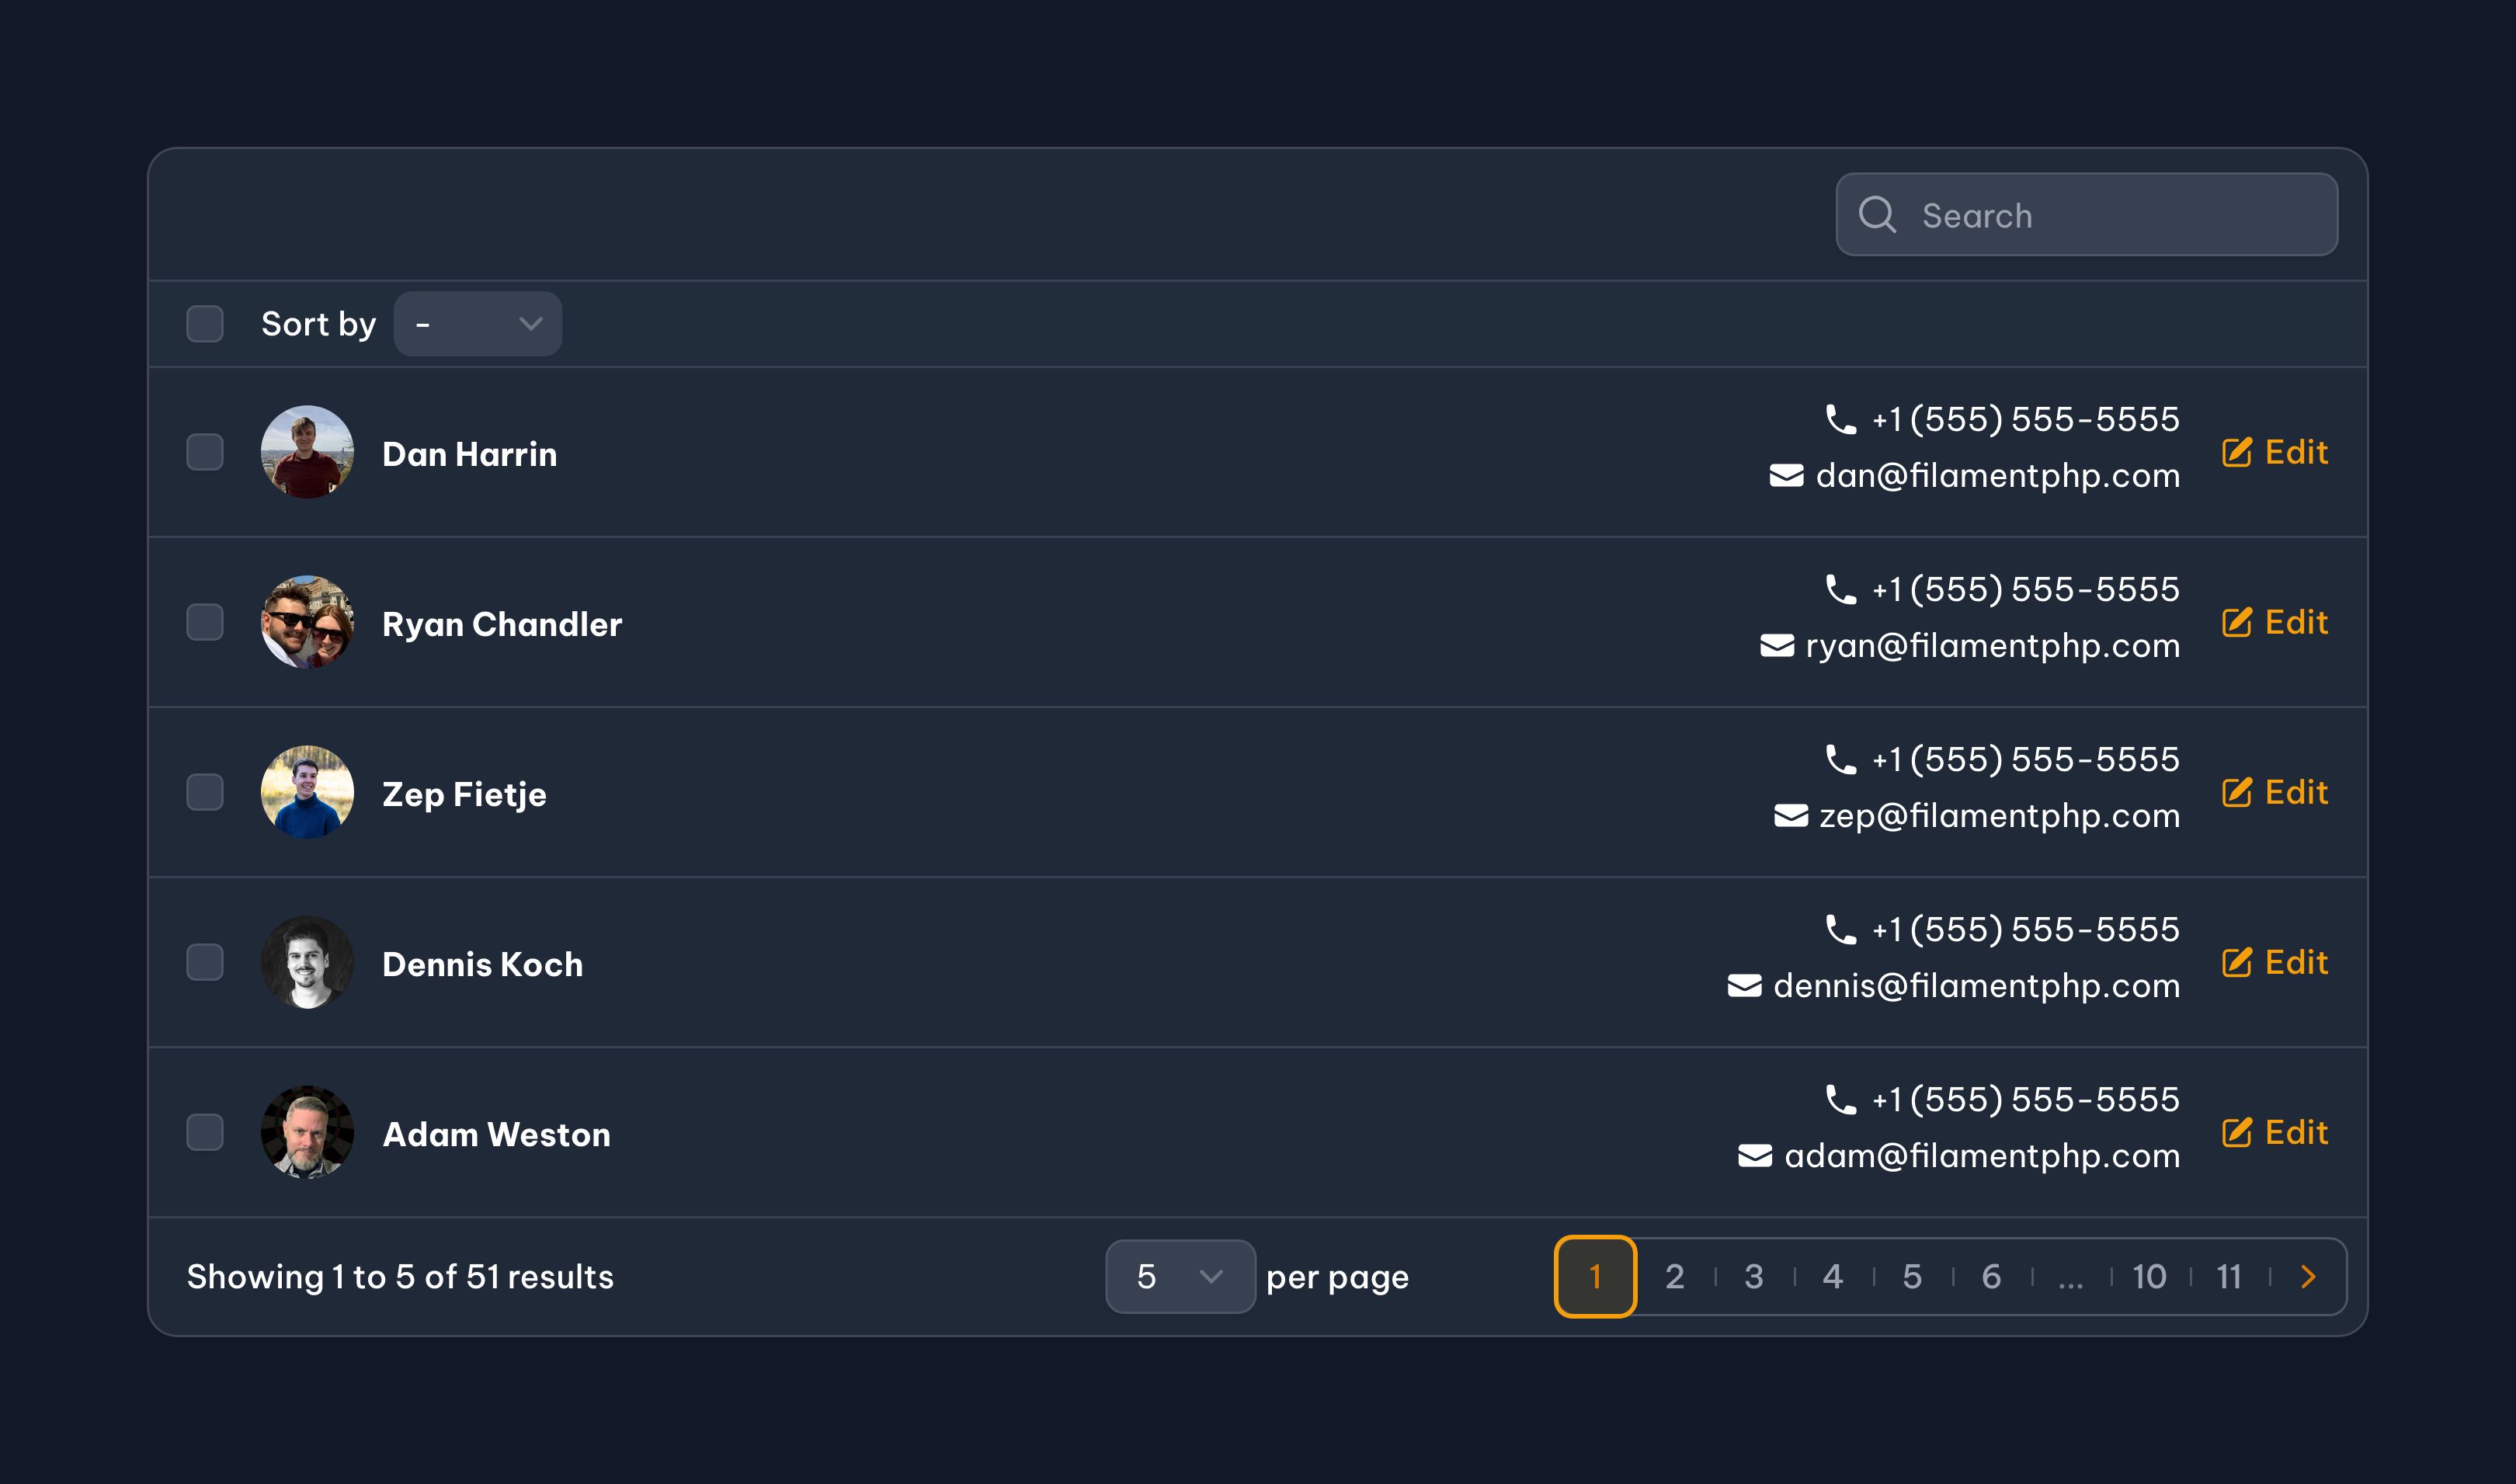 Search
Sort by -
Dan Harrin
+1 (555) 555-5555
dan@filamentphp.com
Edit
Ryan Chandler
+1 (555) 555-5555
ryan@filamentphp.com
Edit
Zep Fietje
+1 (555) 555-5555
zep@filamentphp.com
Edit
Dennis Koch
+1 (555) 555-5555
dennis@filamentphp.com
Edit
Adam Weston
+1 (555) 555-5555
adam@filamentphp.com
Edit
Showing 1 to 5 of 51 results
5 per page
1 2 3 4 5 6 ... 10 11